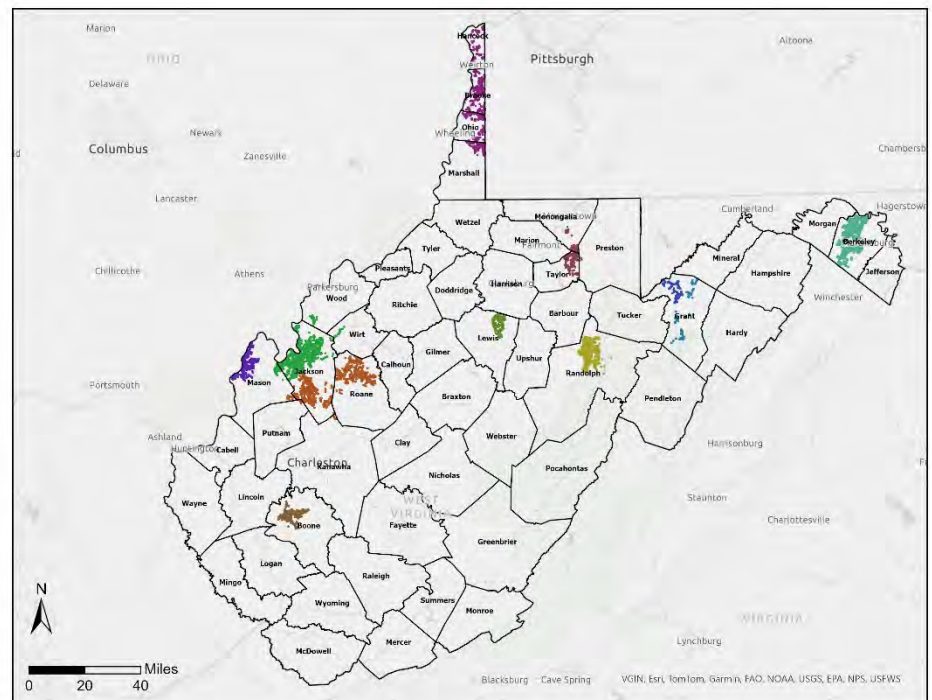 Marion
Hancock
Altoona
OHIO
Pittsburgh
Weirton
Delaware
Brooke
Newark
Ohio
Wheeling
Columbus
Zanesville
Chambersb
Marshall
Lancaster
Cumberland
Hagerstown
Wetzel
Monongalia
Morgan
Marion
Fairmont
Preston
Berkeley
Tyler
Mineral
Chillicothe
Athens
Pleasants
Taylor
Hampshire
Jefferson
Parkersburg
Doddridge
Harrison
Wood
Ritchie
Winchester
Barbour
Tucker
Grant
Wirt
Lewis
Hardy
Gilmer
Upshur
Calhoun
Jackson
Randolph
Portsmouth
Mason
Roane
Braxton
Pendleton
Ashland
Putnam
Webster
Huntington
Cabell
Clay
Harrisonburg
Charleston
Kanawha
Pocahontas
Nicholas
Lincoln
Wayne
WEST
VIRGINIA
Staunton
Boone
Fayette
Charlottesville
Greenbrier
Logan
Raleigh
Mingo
N
Summers
Wyoming
Monroe
VIRGINIA
Mercer
Lynchburg
McDowell
Miles
0 20 40
Blacksburg
Cave Spring
VGIN, Esri, TomTom, Garmin, FAO, NOAA, USGS, EPA, NPS, USFWS